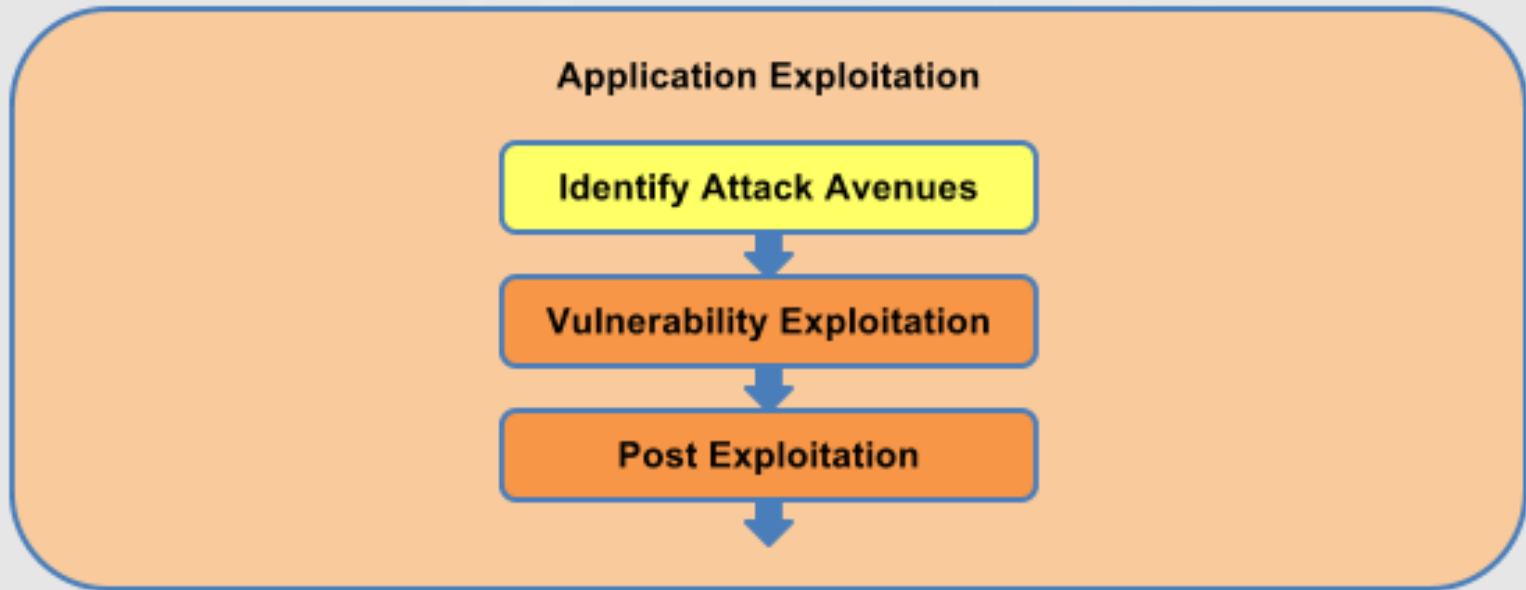 Application Exploitation
Identify Attack Avenues
Vulnerability Exploitation
Post Exploitation